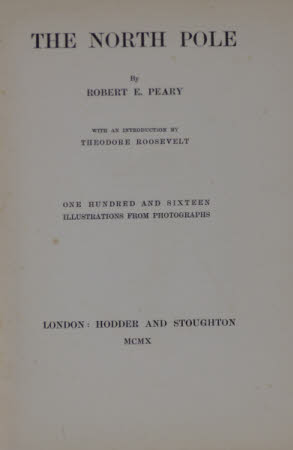 THE NORTH POLE
By
ROBERT E. PEARY
WITH AN INTRODUCTION BY
THEODORE ROOSEVELT
ONE HUNDRED AND SIXTEEN
ILLUSTRATIONS FROM PHOTOGRAPHS
LONDON: HODDER AND STOUGHTON
MCMX